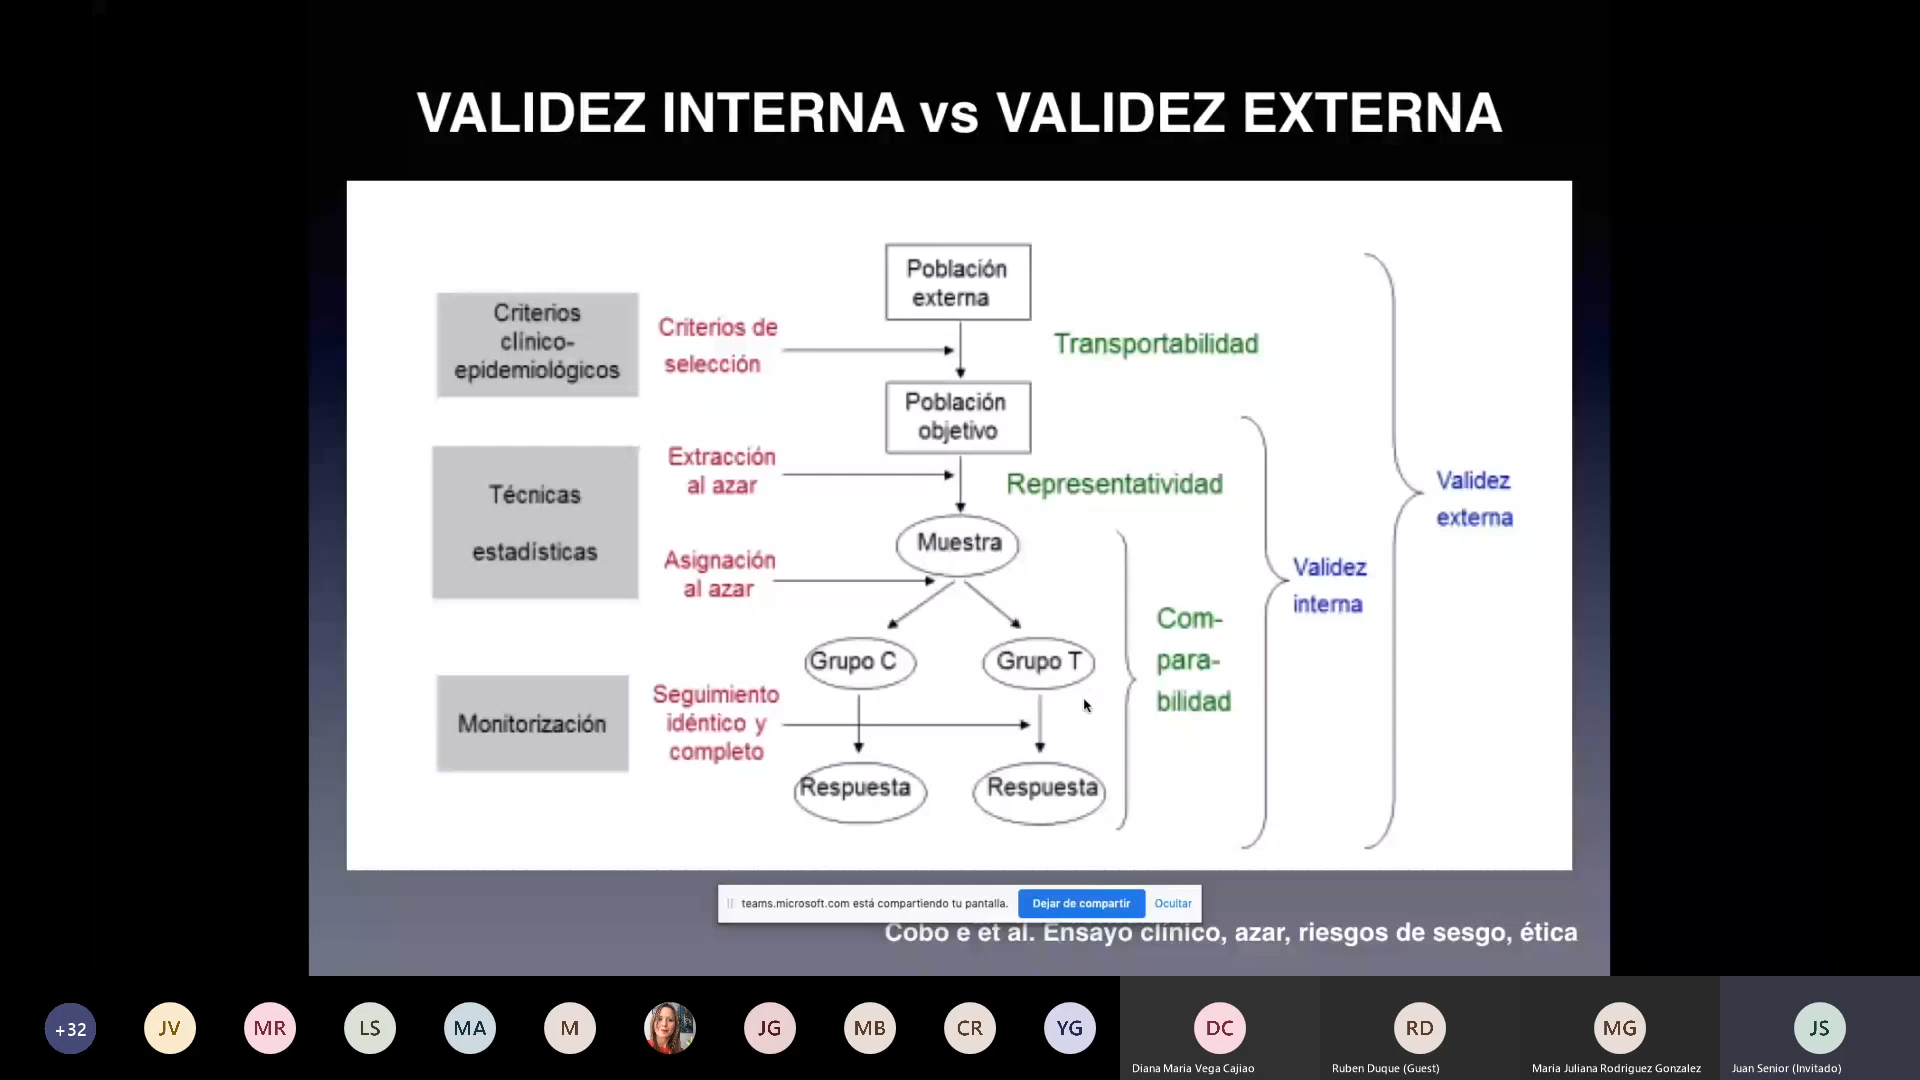 VALIDEZ INTERNA vs VALIDEZ EXTERNA
Población
externa
Criterios
clínico-
epidemiológicos
Criterios de
selección
Transportabilidad
Población
objetivo
Técnicas
estadísticas
Extracción
al azar
Representatividad
Muestra
Asignación
al azar
Grupo C
Grupo T
Com-
para-
bilidad
Validez
interna
Validez
externa
Monitorización
Seguimiento
idéntico y
completo
Respuesta
Respuesta
teams.microsoft.com está compartiendo tu pantalla.
Dejar de compartir
Ocultar
Cobo e et al. Ensayo clínico, azar, riesgos de sesgo, ética
+32
JV
MR
LS
MA
M
JG
MB
CR
YG
DC
RD
MG
JS
Diana Maria Vega Cajiao
Ruben Duque (Guest)
Maria Juliana Rodriguez Gonzalez
Juan Senior (Invitado)